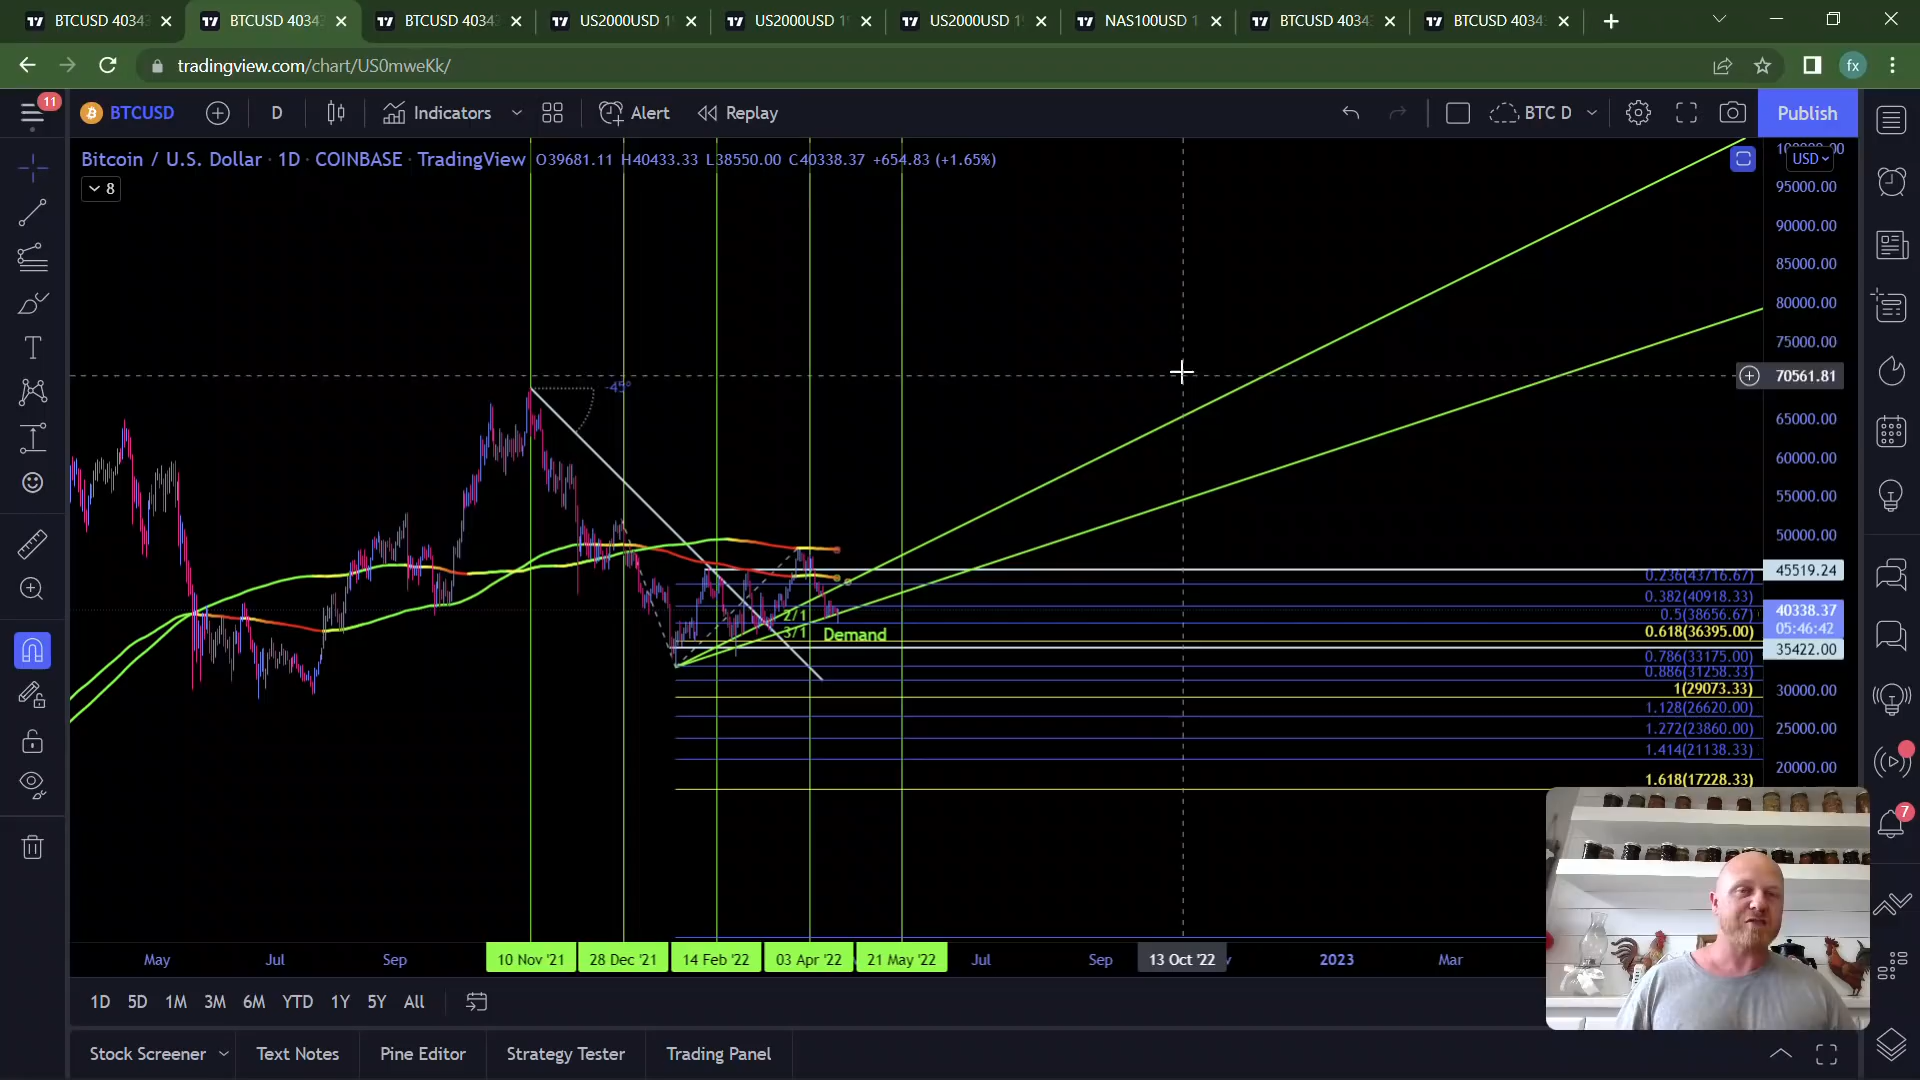 BTCUSD 4034
BTCUSD 4034
BTCUSD 4034
US2000USD 1
US2000USD 1
US2000USD 1
NAS100USD 1
BTCUSD 4034
BTCUSD 4034
tradingview.com/chart/US0mweKk/
fx
11
BTCUSD
D
Indicators
Alert
Replay
BTC D
Publish
Bitcoin / U.S. Dollar · 1D · COINBASE · TradingView O39681.11 H40433.33 L38550.00 C40338.37 +654.83 (+1.65%)
8
USD
95000.00
90000.00
85000.00
80000.00
75000.00
70561.81
65000.00
60000.00
55000.00
50000.00
45519.24
40338.37
05:46:42
35422.00
30000.00
25000.00
20000.00
-45°
2/1
3/1
Demand
0.236(43716.67)
0.382(40918.33)
0.5(38656.67)
0.618(36395.00)
0.786(33175.00)
0.886(31258.33)
1(29073.33)
1.128(26620.00)
1.272(23860.00)
1.414(21138.33)
1.618(17228.33)
7
May
Jul
Sep
10 Nov '21
28 Dec '21
14 Feb '22
03 Apr '22
21 May '22
Jul
Sep
13 Oct '22
2023
Mar
1D 5D 1M 3M 6M YTD 1Y 5Y All
Stock Screener
Text Notes
Pine Editor
Strategy Tester
Trading Panel